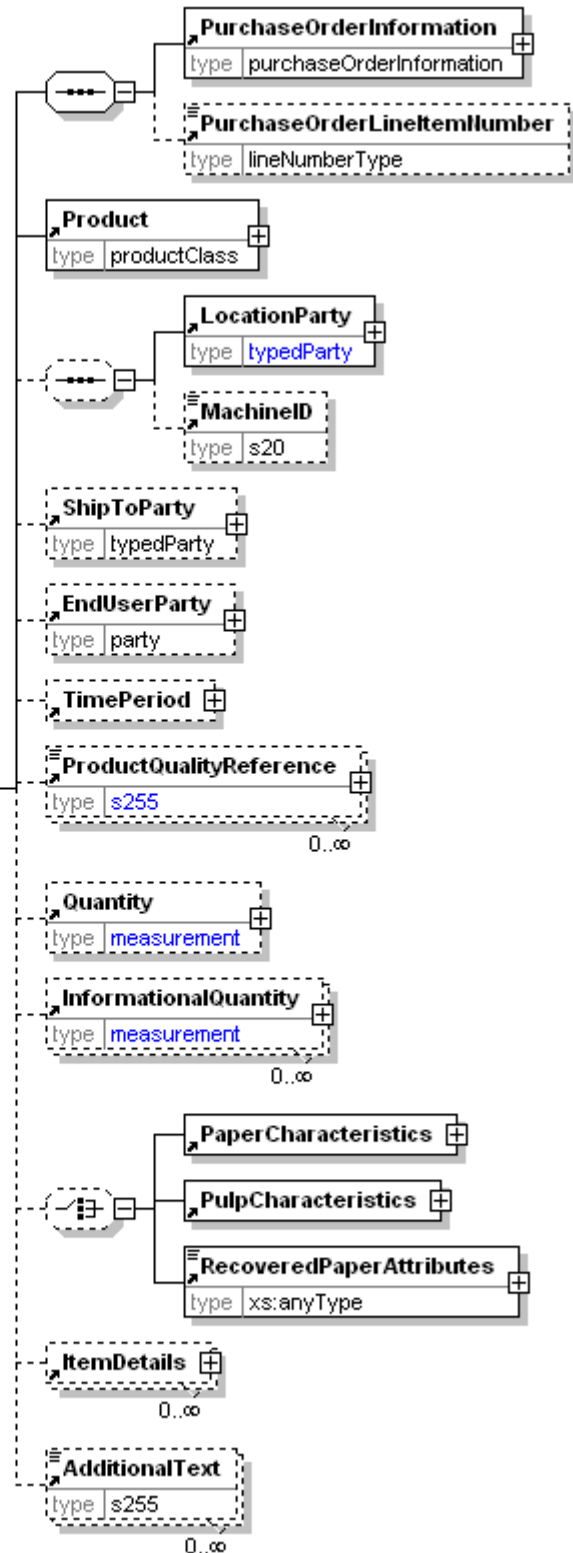 PurchaseOrderInformation
type purchaseOrderInformation
PurchaseOrderLineItemNumber
type lineNumberType
Product
type productClass
LocationParty
type typedParty
MachineID
type s20
ShipToParty
type typedParty
EndUserParty
type party
TimePeriod
ProductQualityReference
type s255
0..∞
Quantity
type measurement
InformationalQuantity
type measurement
0..∞
PaperCharacteristics
PulpCharacteristics
RecoveredPaperAttributes
type xs:anyType
ItemDetails
0..∞
AdditionalText
type s255
0..∞